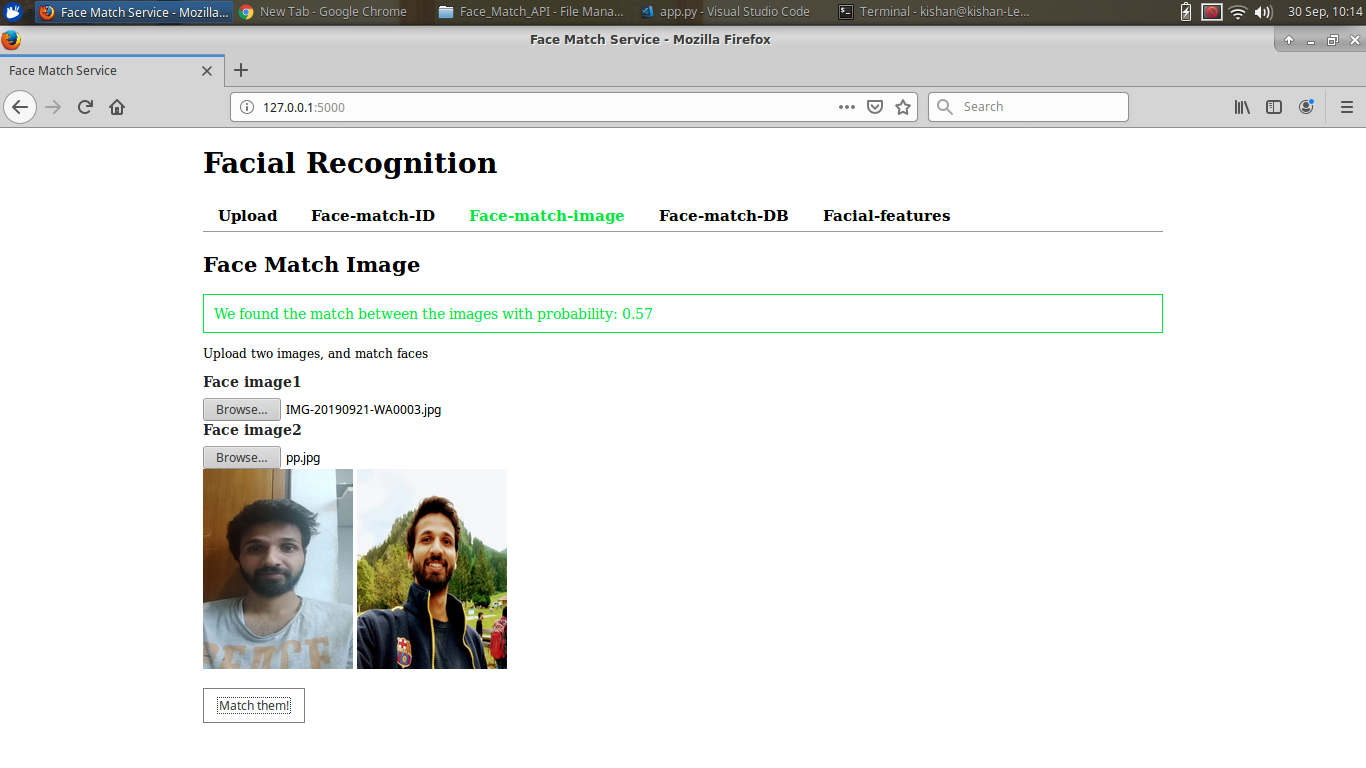 Face Match Service - Mozilla...
New Tab - Google Chrome
Face_Match_API - File Mana...
app.py - Visual Studio Code
Terminal - kishan@kishan-Le...
30 Sep, 10:14
Face Match Service - Mozilla Firefox
Face Match Service
127.0.0.1:5000
Search
Facial Recognition
Upload Face-match-ID Face-match-image Face-match-DB Facial-features
Face Match Image
We found the match between the images with probability: 0.57
Upload two images, and match faces
Face image1
Browse... IMG-20190921-WA0003.jpg
Face image2
Browse... pp.jpg
PEACE
Match them!